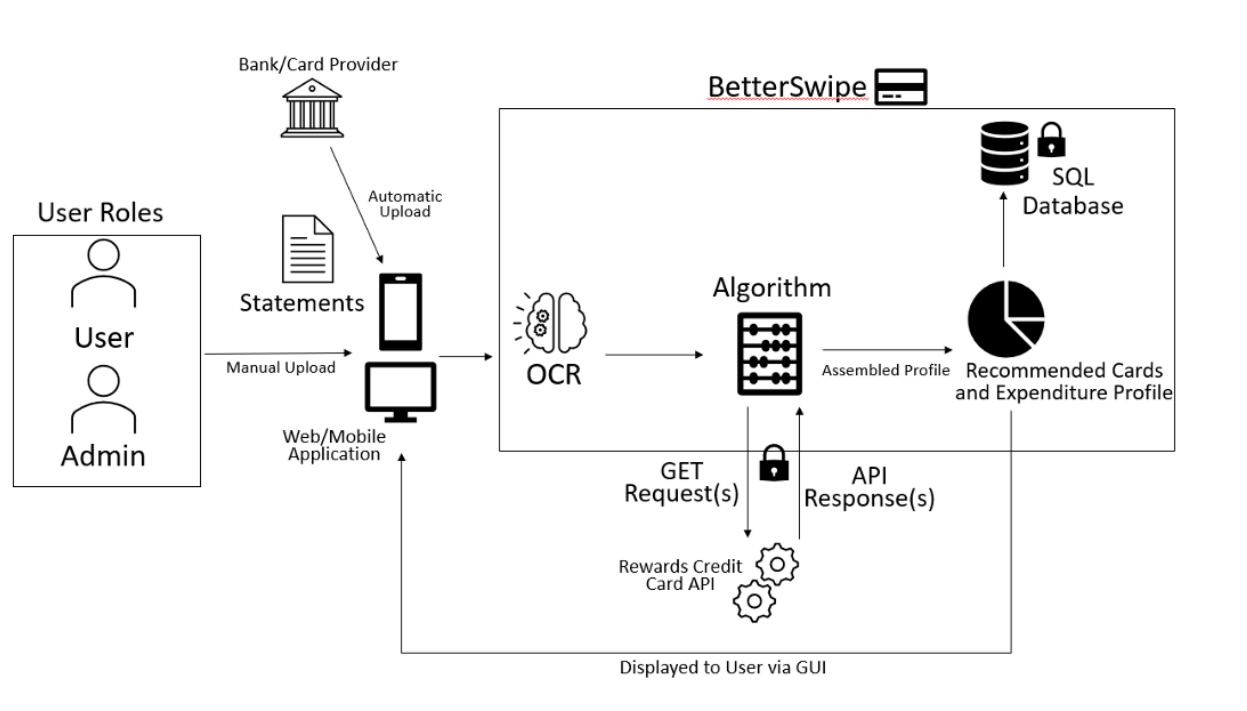 Bank/Card Provider
BetterSwipe
Automatic
Upload
SQL
Database
User Roles
User
Admin
Statements
Manual Upload
Web/Mobile
Application
OCR
Algorithm
Assembled Profile
Recommended Cards
and Expenditure Profile
GET
Request(s)
API
Response(s)
Rewards Credit
Card API
Displayed to User via GUI